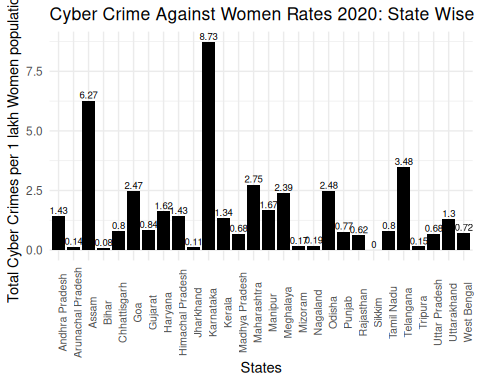 Cyber Crime Against Women Rates 2020: State Wise
Total Cyber Crimes per 1 lakh Women populatio
7.5
5.0
2.5
0.0
1.43
0.14
6.27
0.08
0.8
2.47
0.84
1.62
1.43
0.11
8.73
1.34
0.68
2.75
1.67
2.39
0.17
0.19
2.48
0.77
0.62
0
0.8
3.48
0.15
0.68
1.3
0.72
Andhra Pradesh
Arunachal Pradesh
Assam
Bihar
Chhattisgarh
Goa
Gujarat
Haryana
Himachal Pradesh
Jharkhand
Karnataka
Kerala
Madhya Pradesh
Maharashtra
Manipur
Meghalaya
Mizoram
Nagaland
Odisha
Punjab
Rajasthan
Sikkim
Tamil Nadu
Telangana
Tripura
Uttar Pradesh
Uttarakhand
West Bengal
States